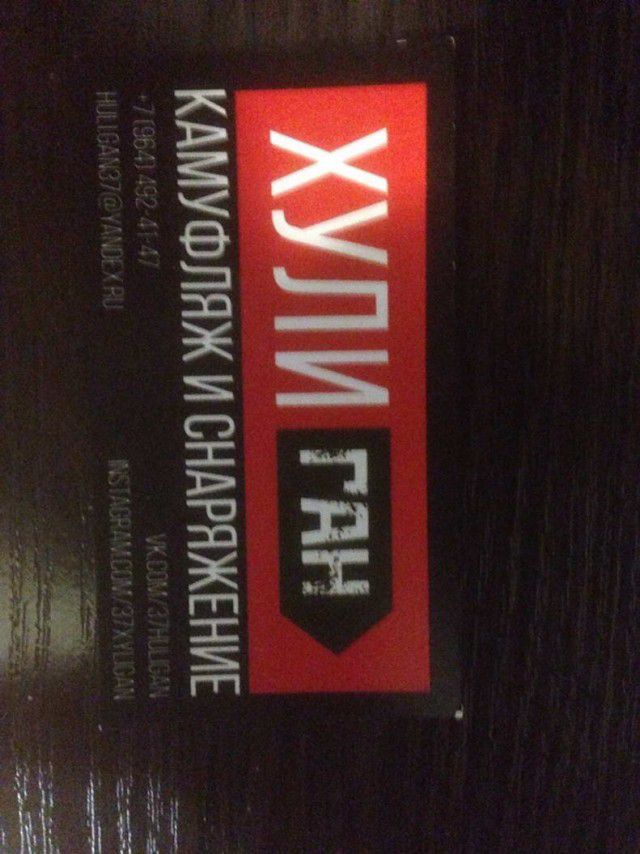 ХУЛИ ГАН
КАМУФЛЯЖ И СНАРЯЖЕНИЕ
+7 (964) 492-41-47
HULIGAN37@YANDEX.RU
VK.COM/37HULIGAN
INSTAGRAM.COM/37XYLIGAN